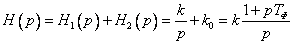 H(p) = H₁(p) + H₂(p) = k/p + k₀ = k (1 + pT_ф)/p